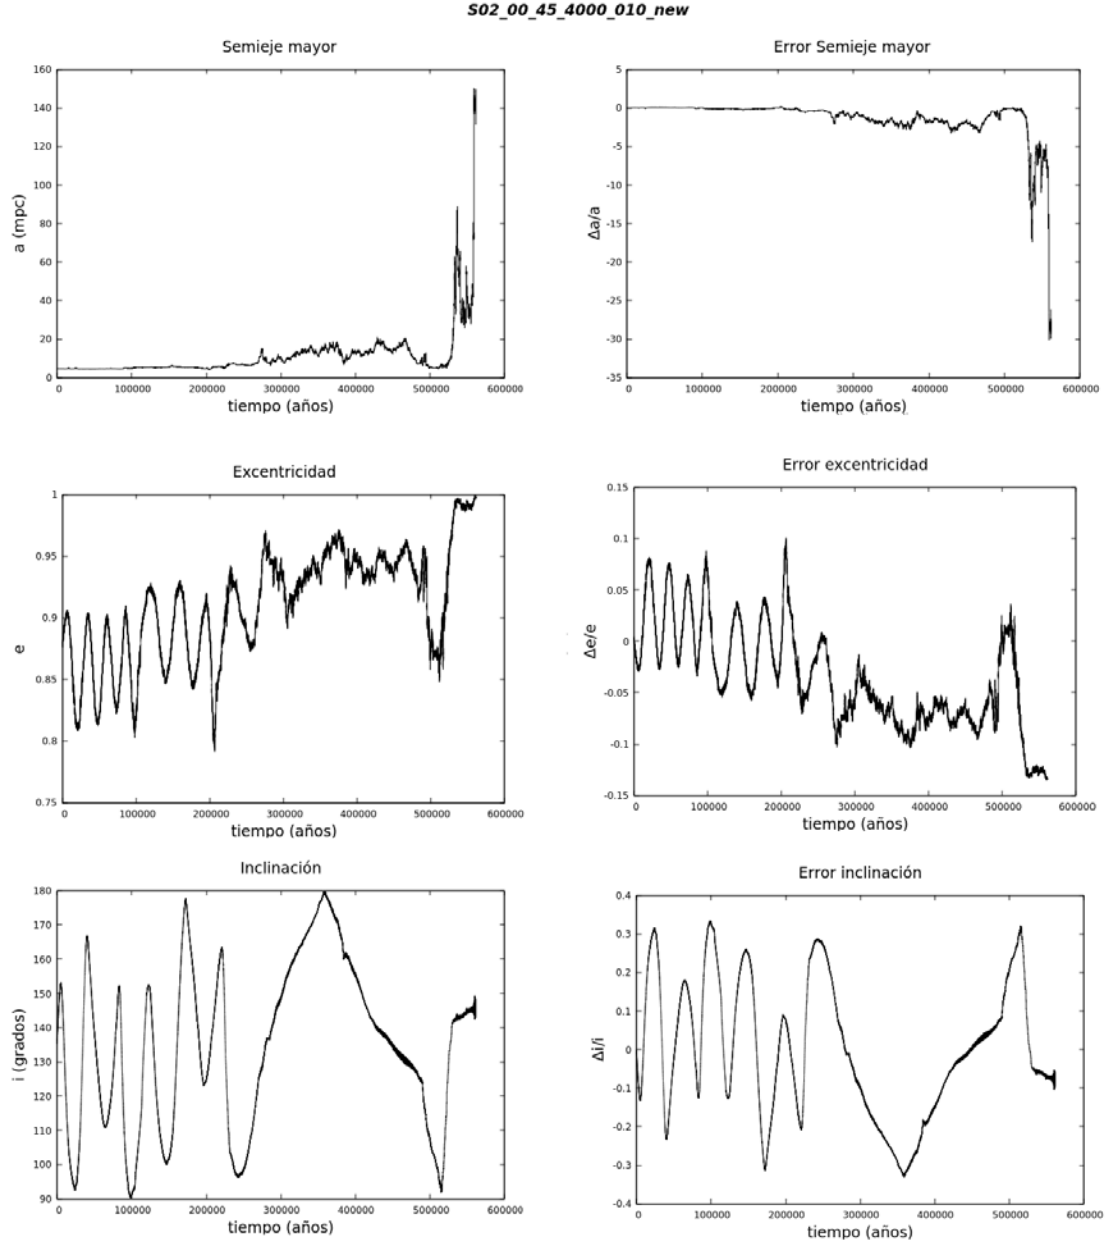 S02_00_45_4000_010_new
Semieje mayor
160
140
120
100
80
60
40
20
0
a (mpc)
0 100000 200000 300000 400000 500000 600000
tiempo (años)
Error Semieje mayor
5
0
-5
-10
-15
-20
-25
-30
-35
Δa/a
0 100000 200000 300000 400000 500000 600000
tiempo (años)
Excentricidad
1
0.95
0.9
0.85
0.8
0.75
e
0 100000 200000 300000 400000 500000 600000
tiempo (años)
Error excentricidad
0.15
0.1
0.05
0
-0.05
-0.1
-0.15
Δe/e
0 100000 200000 300000 400000 500000 600000
tiempo (años)
Inclinación
180
170
160
150
140
130
120
110
100
90
i (grados)
0 100000 200000 300000 400000 500000 600000
tiempo (años)
Error inclinación
0.4
0.3
0.2
0.1
0
-0.1
-0.2
-0.3
-0.4
Δi/i
0 100000 200000 300000 400000 500000 600000
tiempo (años)